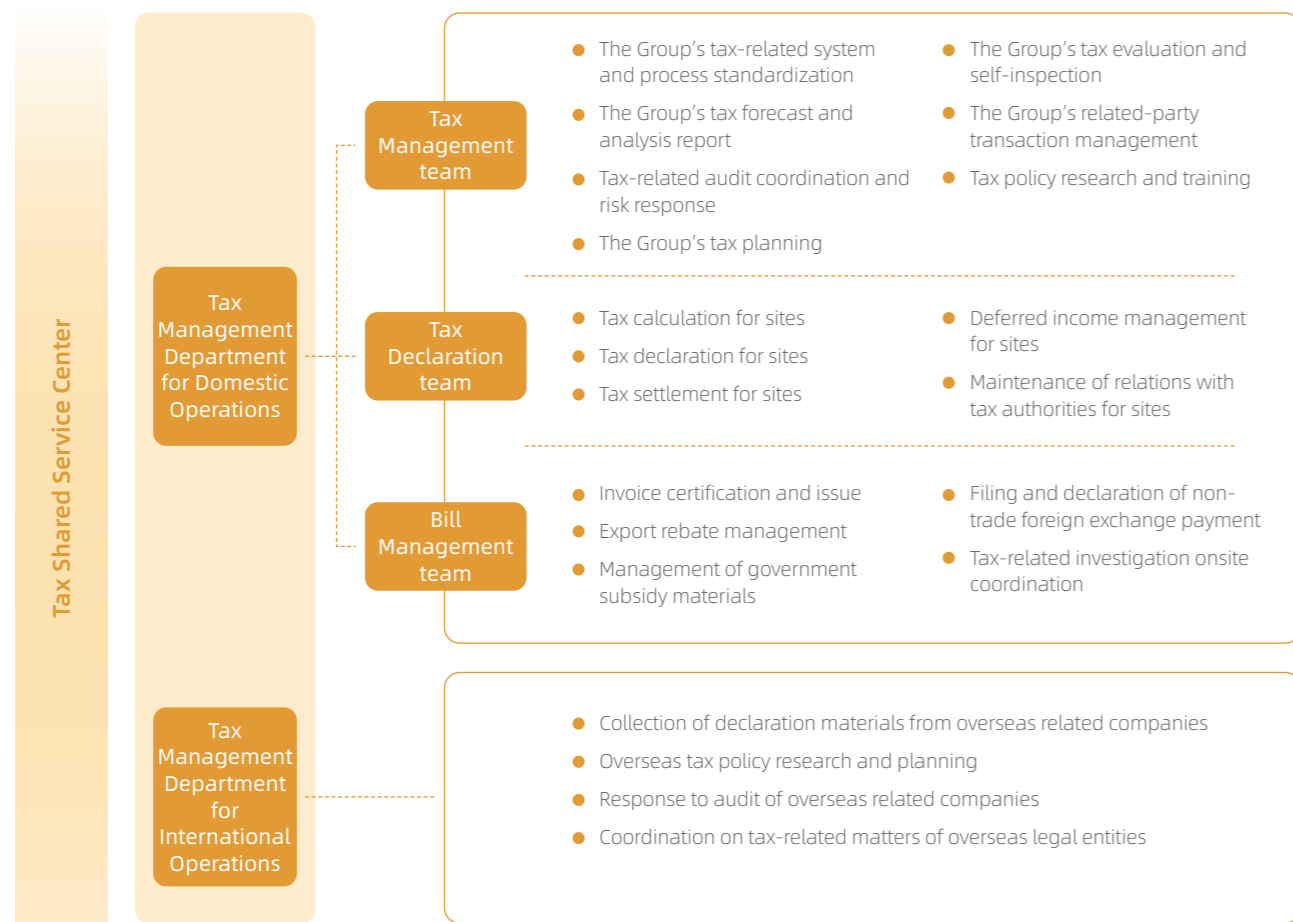 Tax Shared Service Center
Tax
Management
Department
for Domestic
Operations
Tax
Management
team
The Group's tax-related system
and process standardization
The Group's tax forecast and
analysis report
Tax-related audit coordination and
risk response
The Group's tax planning
The Group's tax evaluation and
self-inspection
The Group's related-party
transaction management
Tax policy research and training
Tax
Declaration
team
Tax calculation for sites
Tax declaration for sites
Tax settlement for sites
Deferred income management
for sites
Maintenance of relations with
tax authorities for sites
Bill
Management
team
Invoice certification and issue
Export rebate management
Management of government
subsidy materials
Filing and declaration of non-
trade foreign exchange payment
Tax-related investigation onsite
coordination
Tax
Management
Department
for
International
Operations
Collection of declaration materials from overseas related companies
Overseas tax policy research and planning
Response to audit of overseas related companies
Coordination on tax-related matters of overseas legal entities